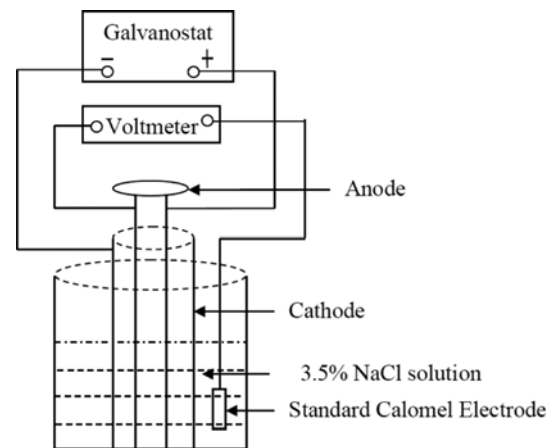 Galvanostat
− +
Voltmeter
Anode
Cathode
3.5% NaCl solution
Standard Calomel Electrode